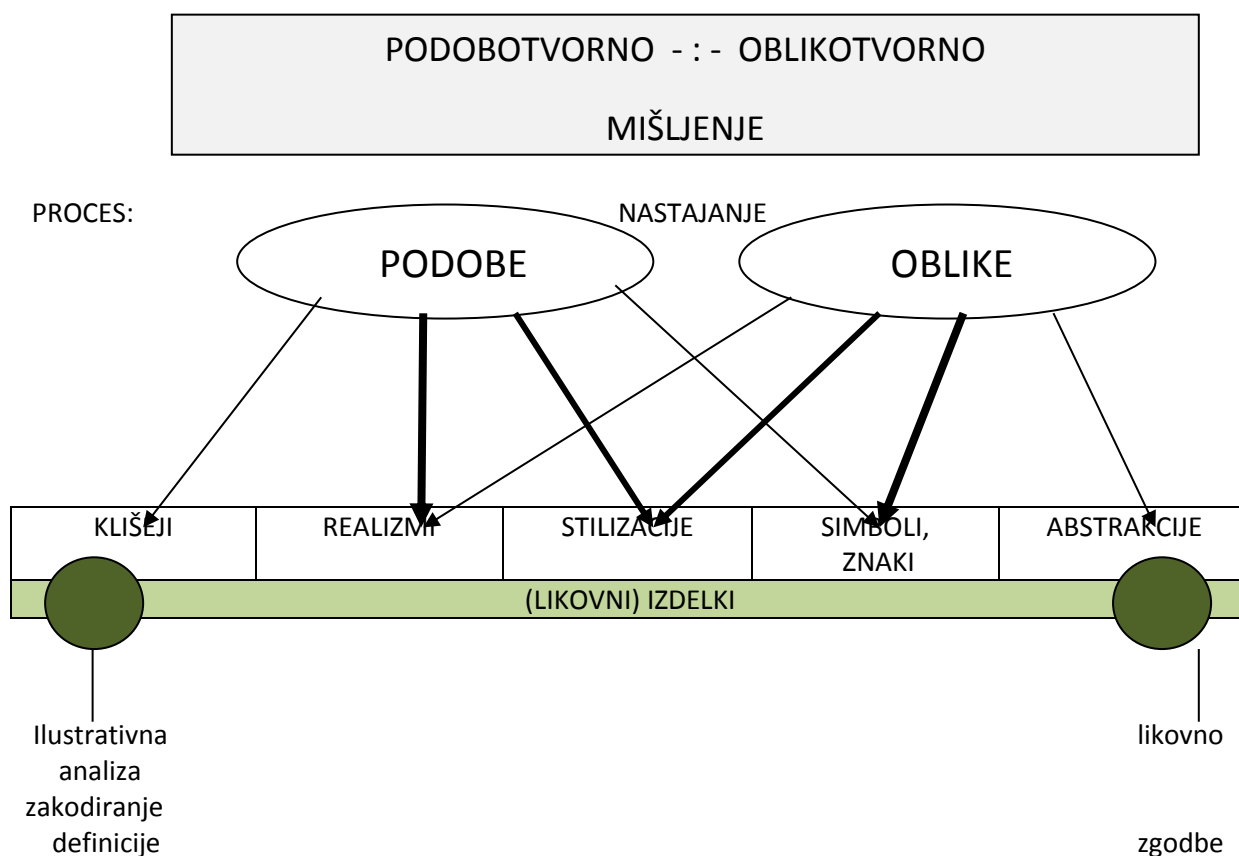 PODOBOTVORNO - : - OBLIKOTVORNO
MIŠLJENJE
PROCES: NASTAJANJE
PODOBE OBLIKE
KLIŠEJI REALIZMI STILIZACIJE SIMBOLI, ABSTRAKCIJE
ZNAKI
(LIKOVNI) IZDELKI
Ilustrativna likovno
analiza
zakodiranje
definicije zgodbe